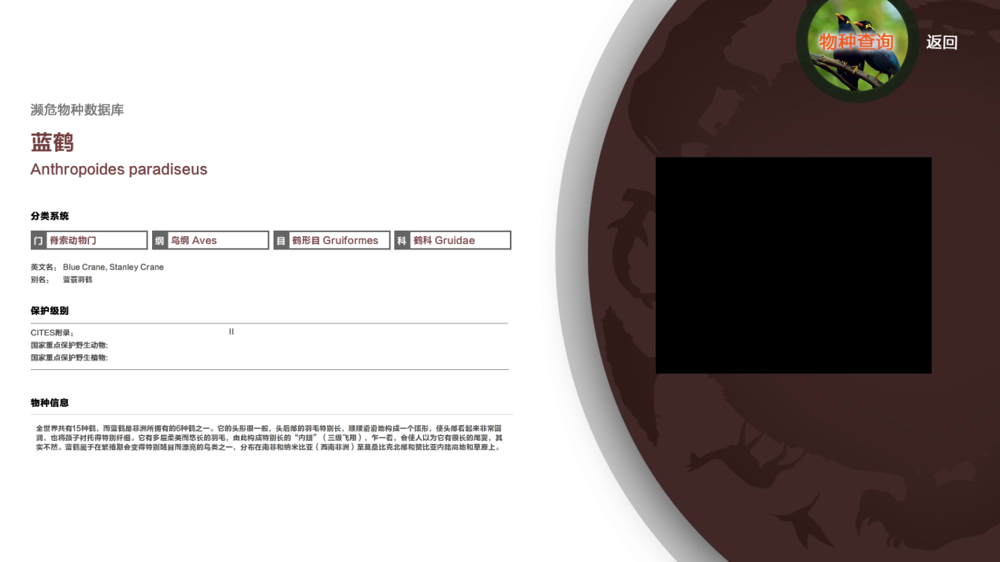 物种查询
返回
濒危物种数据库
蓝鹤
Anthropoides paradiseus
分类系统
门 脊索动物门 纲 鸟纲 Aves 目 鹤形目 Gruiformes 科 鹤科 Gruidae
英文名： Blue Crane, Stanley Crane
别名： 蓝蓑羽鹤
保护级别
CITES附录： II
国家重点保护野生动物:
国家重点保护野生植物:
物种信息
全世界共有15种鹤，而蓝鹤是非洲所拥有的6种鹤之一。它的头形很一般，头后部的羽毛特别长，顺顺滑滑地构成一个弧形，使头部看起来非常圆
润，也将颈子衬托得特别纤细。它有多层柔美而悠长的羽毛，由此构成特别长的“内翅”（三级飞翔），乍一看，会使人以为它有很长的尾翼，其
实不然。蓝鹤属于在繁殖期会变得特别醒目而漂亮的鸟类之一，分布在南非和纳米比亚（西南非洲）至莫桑比克北部和赞比亚内陆高地和草原上。